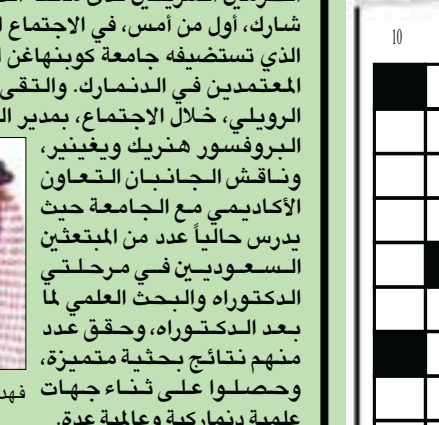 شارك، أول من أمس، في الاجتماع
الذي تستضيفه جامعة كوبنهاغن
المعتمدين في الدنمارك. والتقى
الرويلي، خلال الاجتماع، بمدير
البروفسور هنريك ويغينير،
وناقش الجانبان التعاون
الأكاديمي مع الجامعة حيث
يدرس حالياً عدد من المبتعثين
السعوديين في مرحلتي
الدكتوراه والبحث العلمي لما
بعد الدكتوراه، وحقق عدد
منهم نتائج بحثية متميزة،
وحصلوا على ثناء جهات
علمية دنماركية وعالمية عدة.
فهد
10